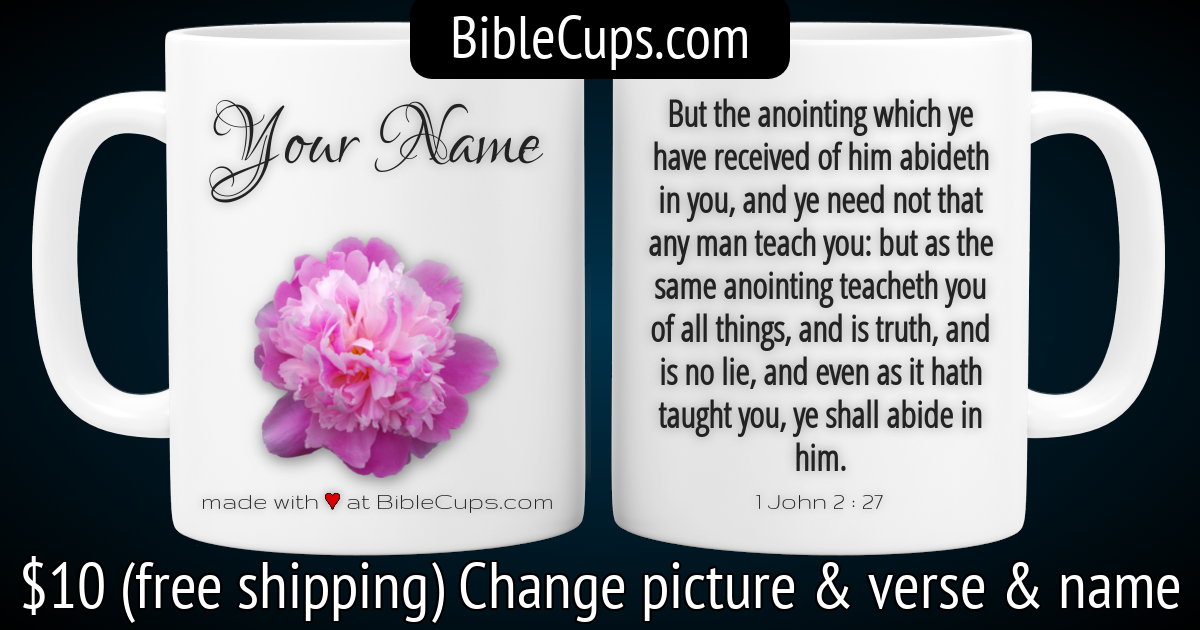 BibleCups.com
Your Name
made with ♥ at BibleCups.com
But the anointing which ye
have received of him abideth
in you, and ye need not that
any man teach you: but as the
same anointing teacheth you
of all things, and is truth, and
is no lie, and even as it hath
taught you, ye shall abide in
him.
1 John 2 : 27
$10 (free shipping) Change picture & verse & name